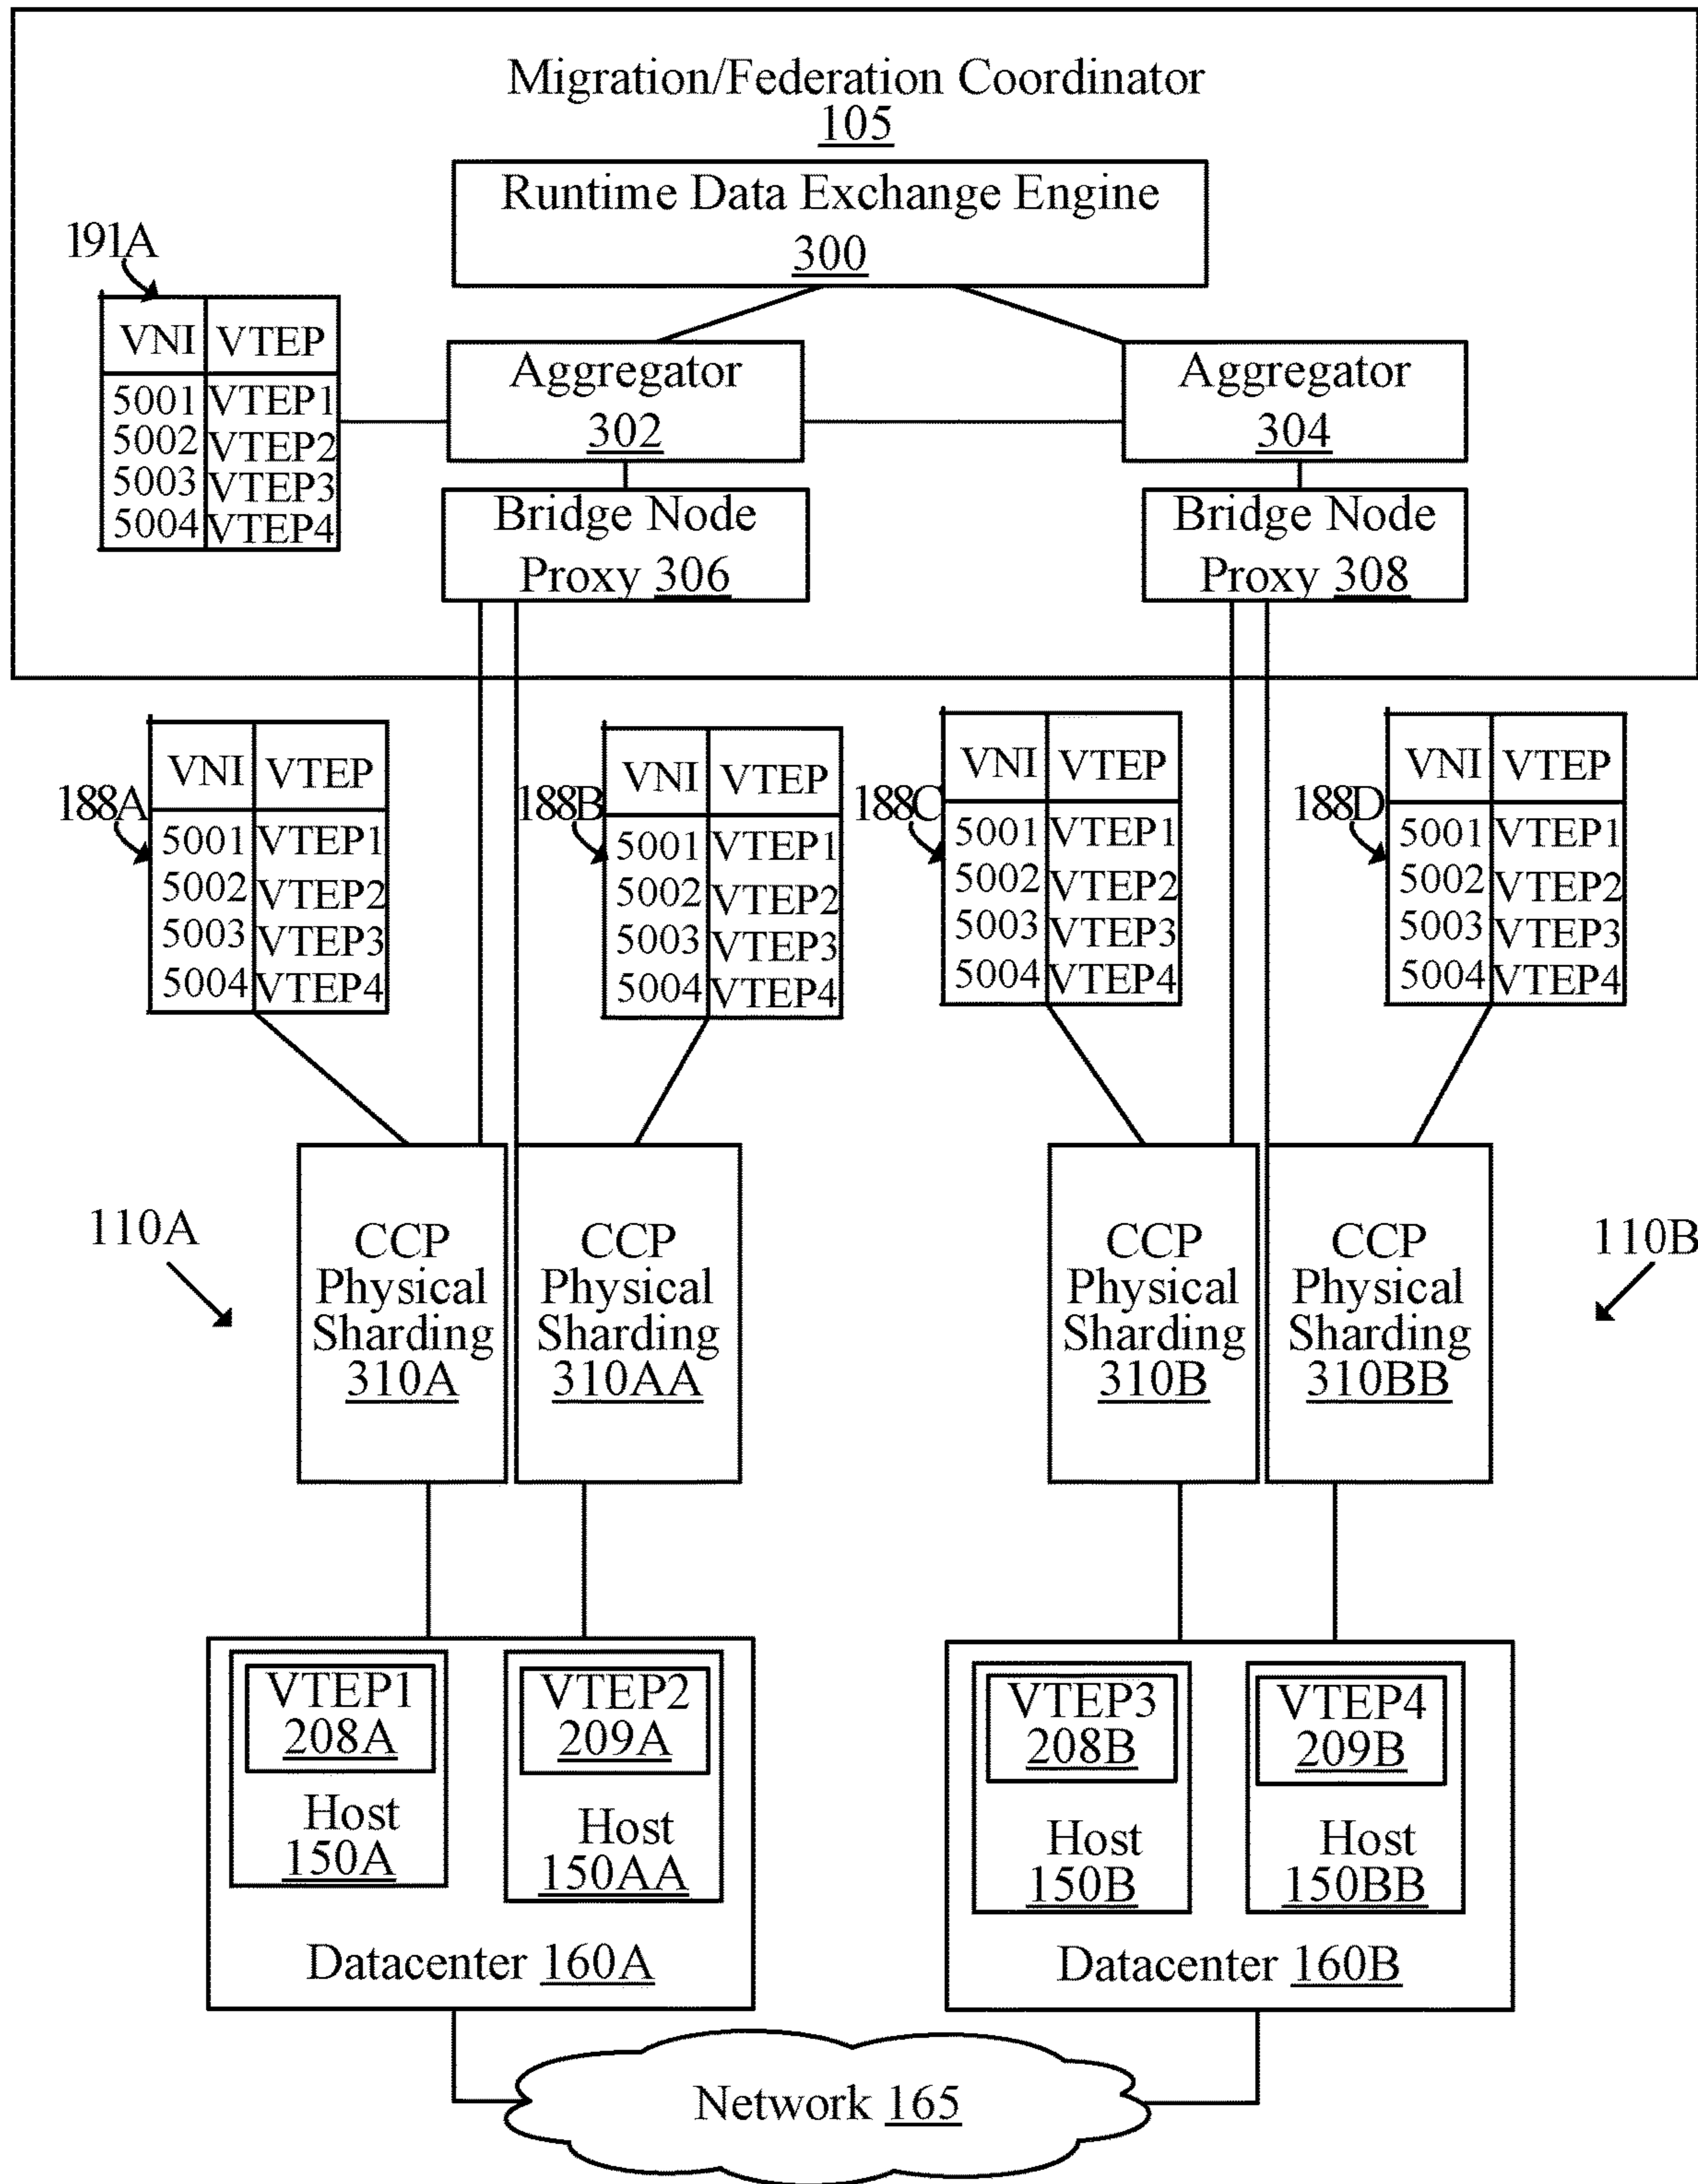 Migration/Federation Coordinator
105
Runtime Data Exchange Engine
300
191A
VNI VTEP
5001 VTEP1
5002 VTEP2
5003 VTEP3
5004 VTEP4
Aggregator
302
Aggregator
304
Bridge Node
Proxy 306
Bridge Node
Proxy 308
188A
VNI VTEP
5001 VTEP1
5002 VTEP2
5003 VTEP3
5004 VTEP4
188B
VNI VTEP
5001 VTEP1
5002 VTEP2
5003 VTEP3
5004 VTEP4
188C
VNI VTEP
5001 VTEP1
5002 VTEP2
5003 VTEP3
5004 VTEP4
188D
VNI VTEP
5001 VTEP1
5002 VTEP2
5003 VTEP3
5004 VTEP4
110A
CCP
Physical
Sharding
310A
CCP
Physical
Sharding
310AA
CCP
Physical
Sharding
310B
CCP
Physical
Sharding
310BB
110B
VTEP1
208A
Host
150A
VTEP2
209A
Host
150AA
Datacenter 160A
VTEP3
208B
Host
150B
VTEP4
209B
Host
150BB
Datacenter 160B
Network 165